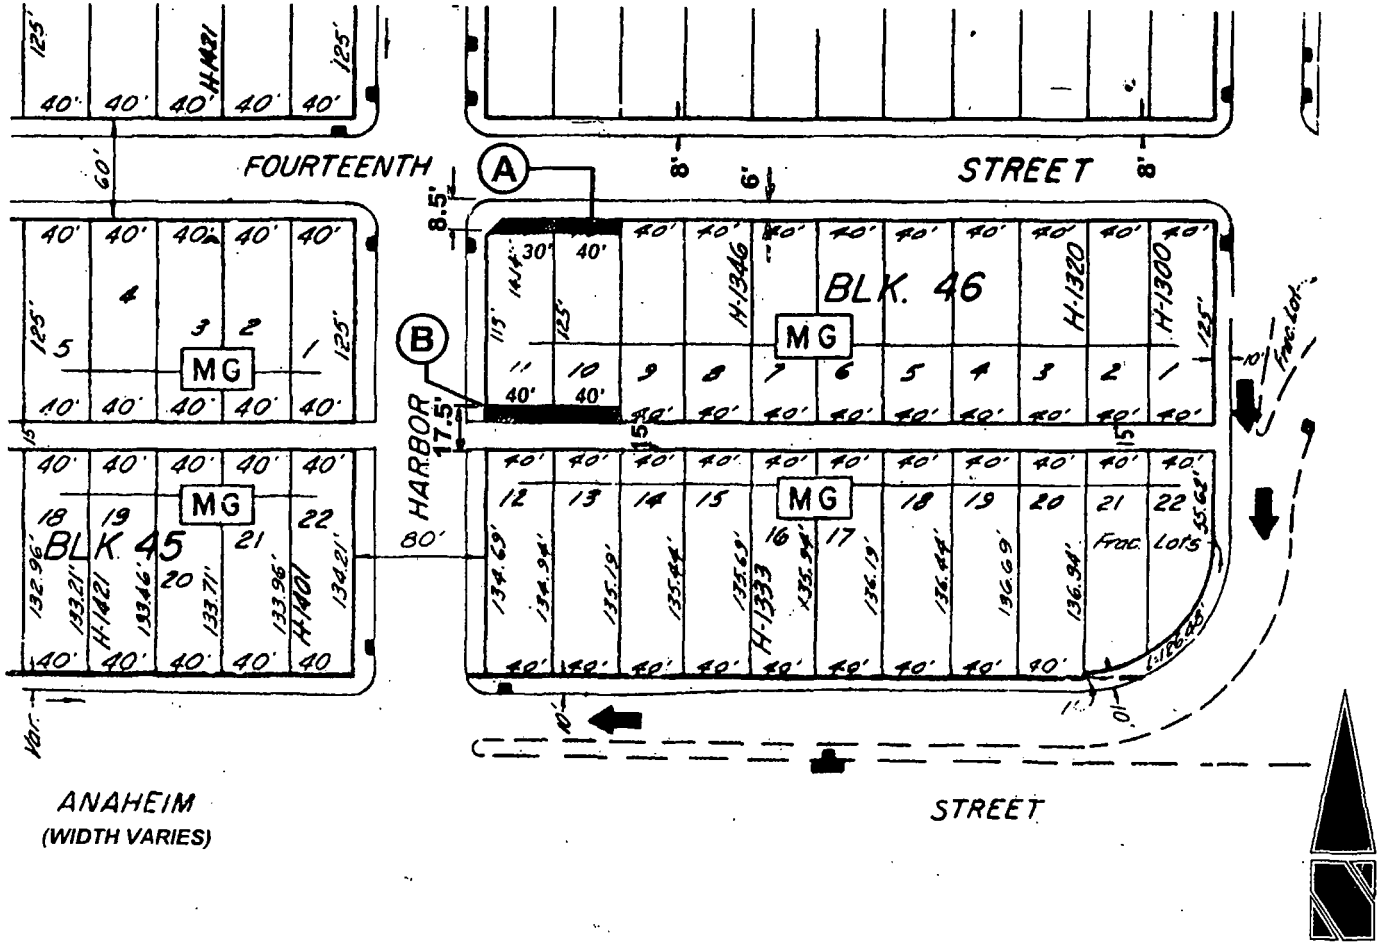 125'
H-1421
125'
40' 40' 40' 40' 40'
60'
FOURTEENTH
A
8.5'
8'
6'
STREET
8'
40' 40' 40' 40' 40'
30' 40' 40' 40' 40' 40' 40' 40' 40' 40' 40'
14.14'
115'
125'
H-1346
BLK. 46
H-1320
H-1300
125'
10'
Frac. Lot
125'
5 4 3 2 1
125'
MG
B
MG
11 10 9 8 7 6 5 4 3 2 1
40' 40' 40' 40' 40'
40' 40' 40' 40' 40' 40' 40' 40' 40' 40' 40'
15'
HARBOR
17.5'
15'
15'
40' 40' 40' 40' 40'
40' 40' 40' 40' 40' 40' 40' 40' 40' 40' 40'
MG
MG
18 19 20 21 22
12 13 14 15 16 17 18 19 20 21 22
BLK 45
80'
Frac. Lots
55.62'
132.96' 133.21' H-1421 133.46' 133.71' 133.96' H-1401 134.21'
134.69' 134.94' 135.19' 135.44' 135.69' H-1333 135.94' 136.19' 136.44' 136.69' 136.94'
40' 40' 40' 40' 40
40' 40' 40' 40' 40' 40' 40' 40' 40'
Var.
10'
10'
ANAHEIM
(WIDTH VARIES)
STREET